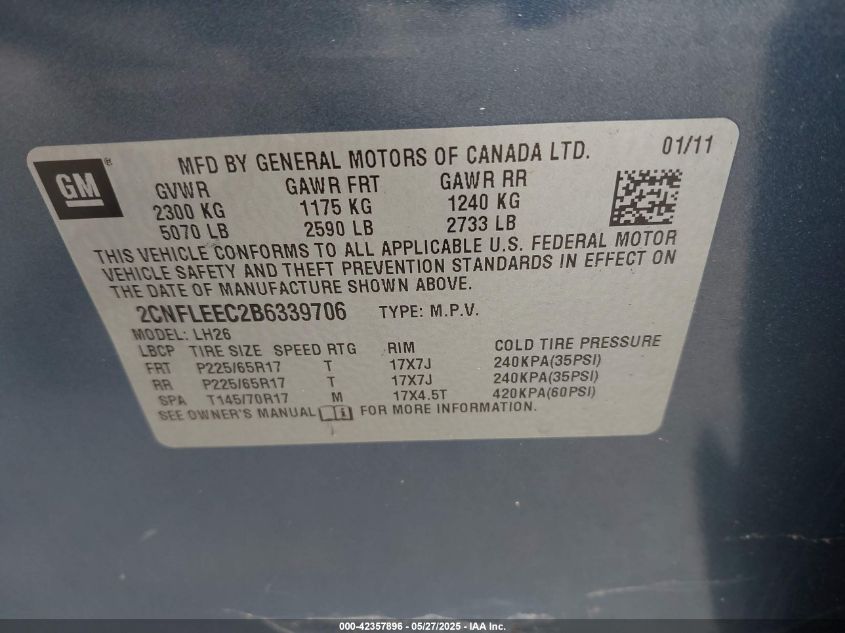 GM®
MFD BY GENERAL MOTORS OF CANADA LTD. 01/11
GVWR GAWR FRT GAWR RR
2300 KG 1175 KG 1240 KG
5070 LB 2590 LB 2733 LB
THIS VEHICLE CONFORMS TO ALL APPLICABLE U.S. FEDERAL MOTOR
VEHICLE SAFETY AND THEFT PREVENTION STANDARDS IN EFFECT ON
THE DATE OF MANUFACTURE SHOWN ABOVE.
2CNFLEEC2B6339706 TYPE: M.P.V.
MODEL: LH26
LBCP TIRE SIZE SPEED RTG RIM COLD TIRE PRESSURE
FRT P225/65R17 T 17X7J 240KPA(35PSI)
RR P225/65R17 T 17X7J 240KPA(35PSI)
SPA T145/70R17 M 17X4.5T 420KPA(60PSI)
SEE OWNER'S MANUAL FOR MORE INFORMATION.
000-42357896 - 05/27/2025 - IAA Inc.